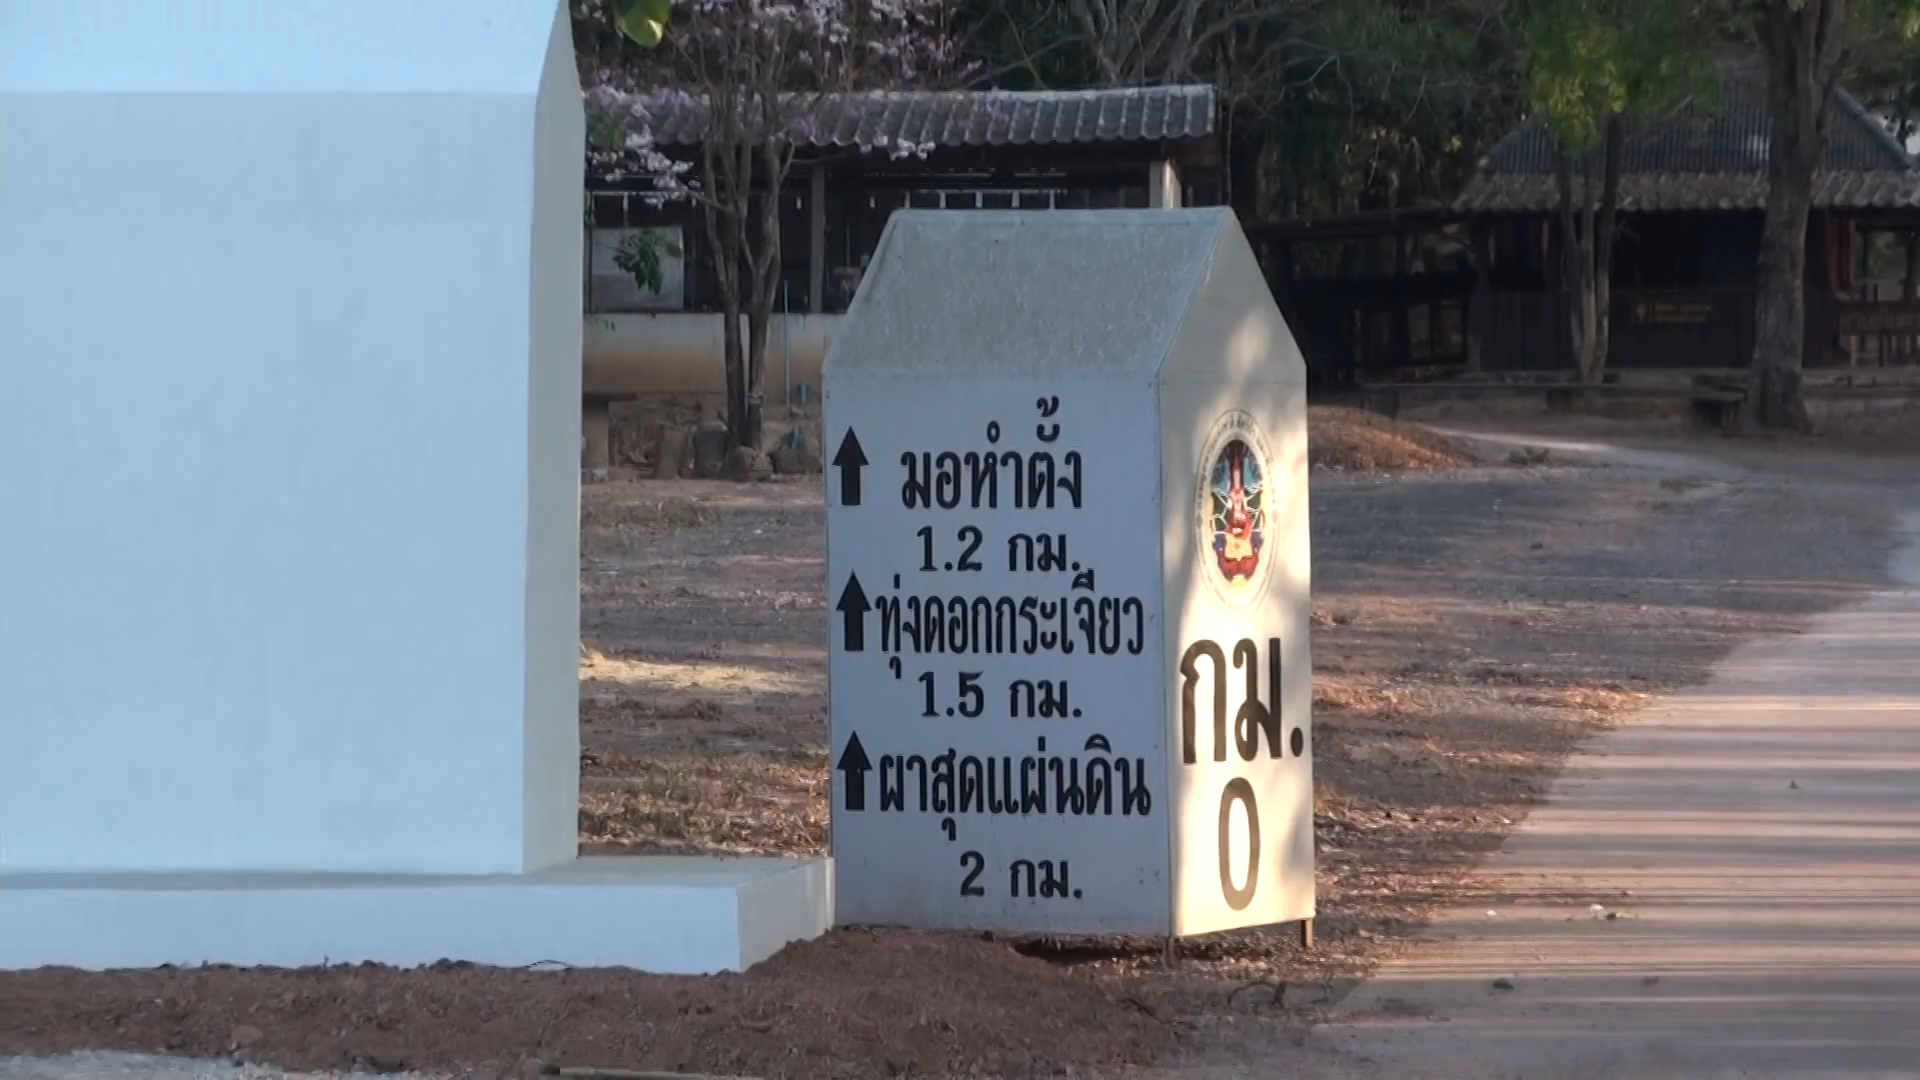 มอหำตั้ง
1.2 กม.
ทุ่งดอกกระเจียว
1.5 กม.
ผาสุดแผ่นดิน
2 กม.
กม.
0